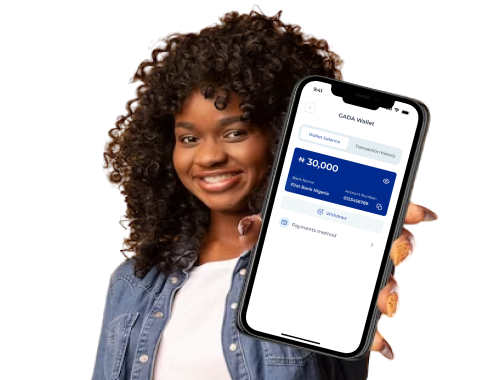 9:41
GADA Wallet
Wallet balance
Transaction history
₦ 30,000
Bank Name
Account Number
First Bank Nigeria
0123456789
Withdraw
Payments method